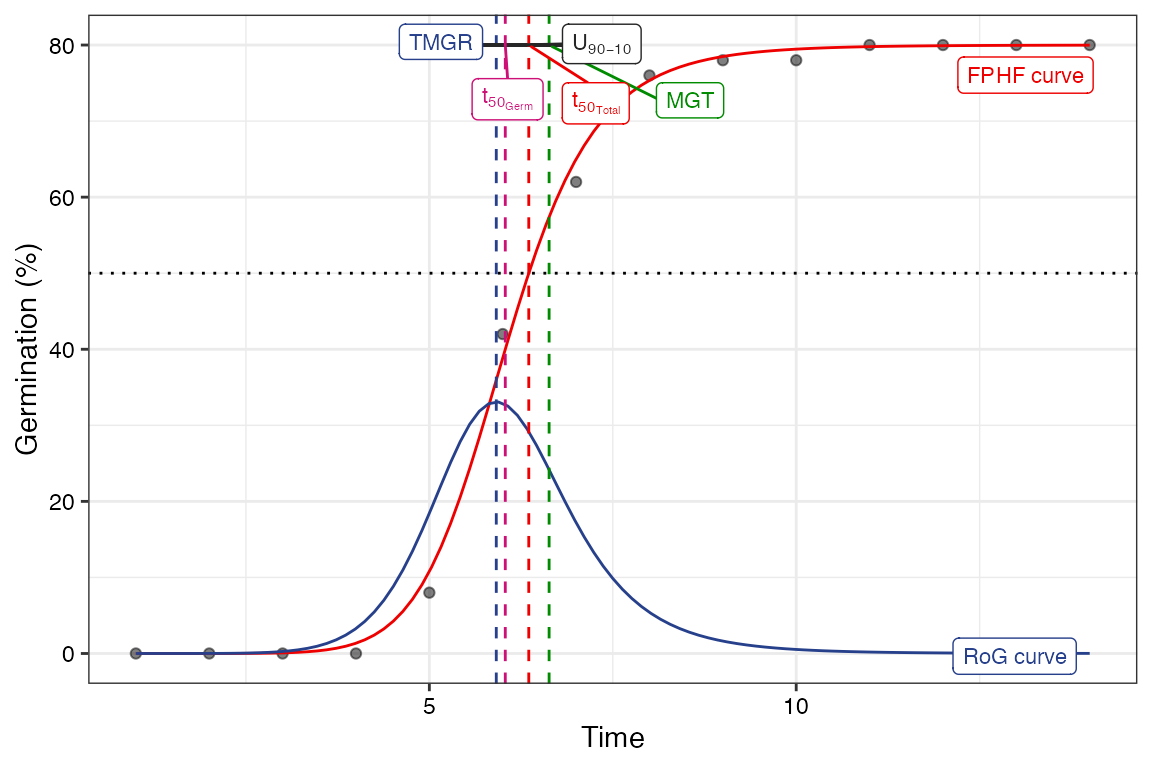 80
TMGR
U90−10
FPHF curve
t50Germ
t50Total
MGT
60
40
20
0
RoG curve
5
10
Time
Germination (%)